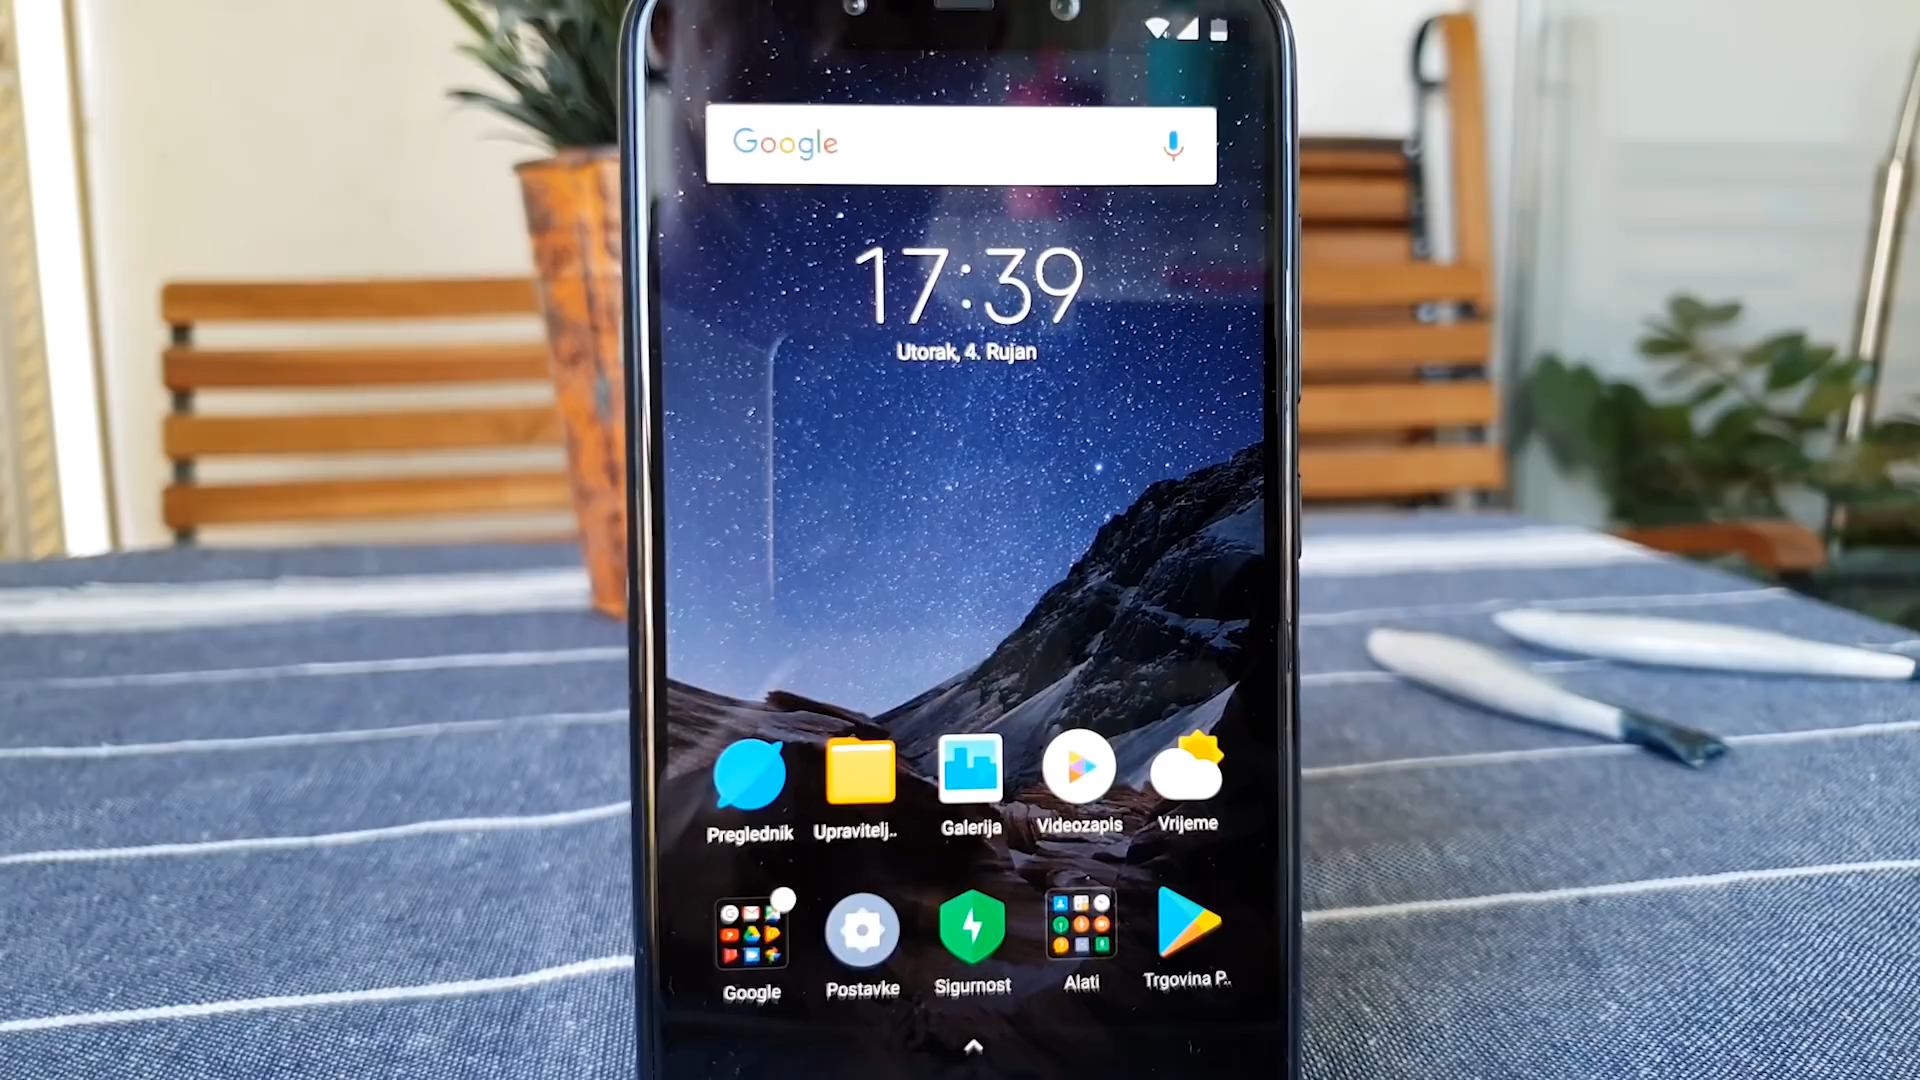 Google
17:39
Utorak, 4. Rujan
Preglednik Upravitelj.. Galerija Videozapis Vrijeme
Google Postavke Sigurnost Alati Trgovina P..